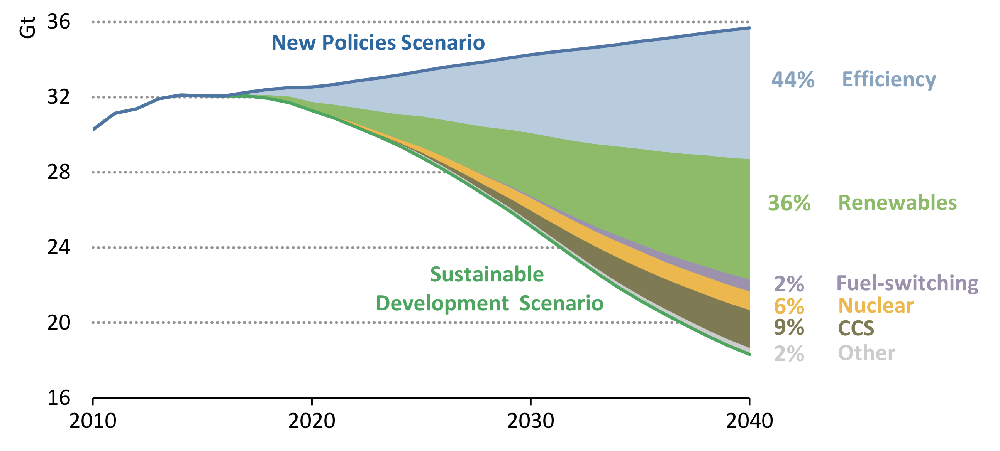 Gt
36
New Policies Scenario
44% Efficiency
32
28
36% Renewables
24
Sustainable
Development Scenario
2% Fuel-switching
6% Nuclear
20
9% CCS
2% Other
16
2010 2020 2030 2040